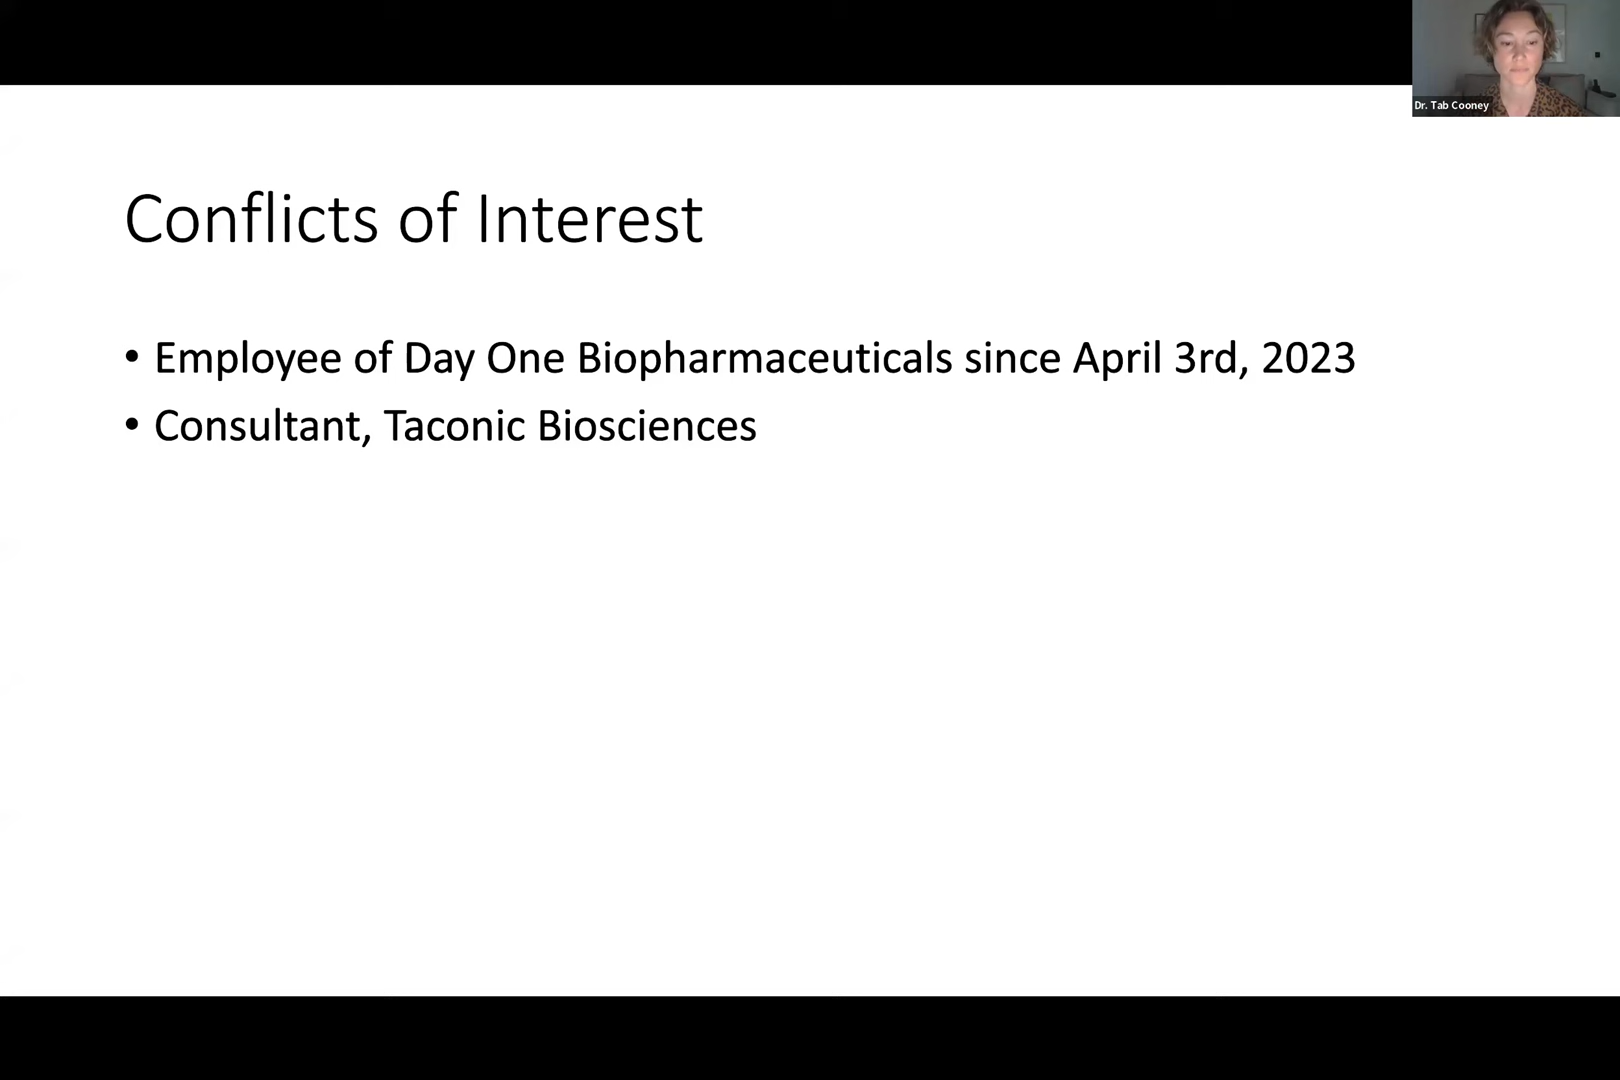 Dr. Tab Cooney
Conflicts of Interest
• Employee of Day One Biopharmaceuticals since April 3rd, 2023
• Consultant, Taconic Biosciences